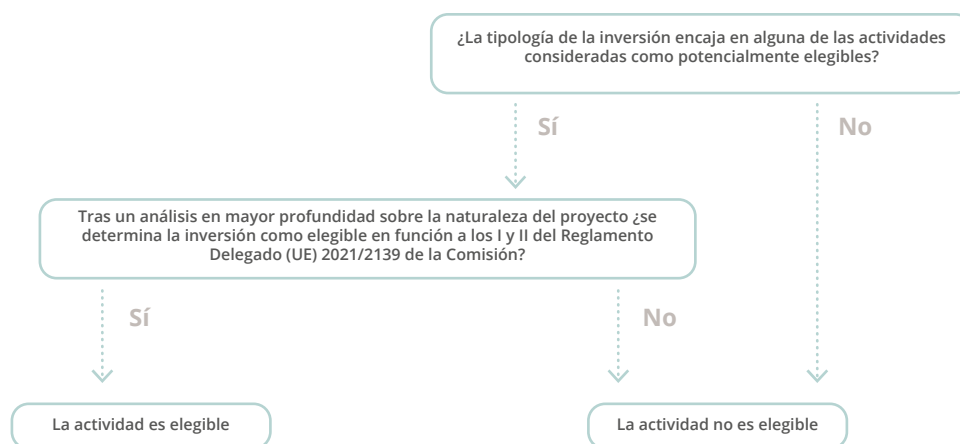 ¿La tipología de la inversión encaja en alguna de las actividades
consideradas como potencialmente elegibles?
Sí
No
Tras un análisis en mayor profundidad sobre la naturaleza del proyecto ¿se
determina la inversión como elegible en función a los I y II del Reglamento
Delegado (UE) 2021/2139 de la Comisión?
Sí
No
La actividad es elegible
La actividad no es elegible